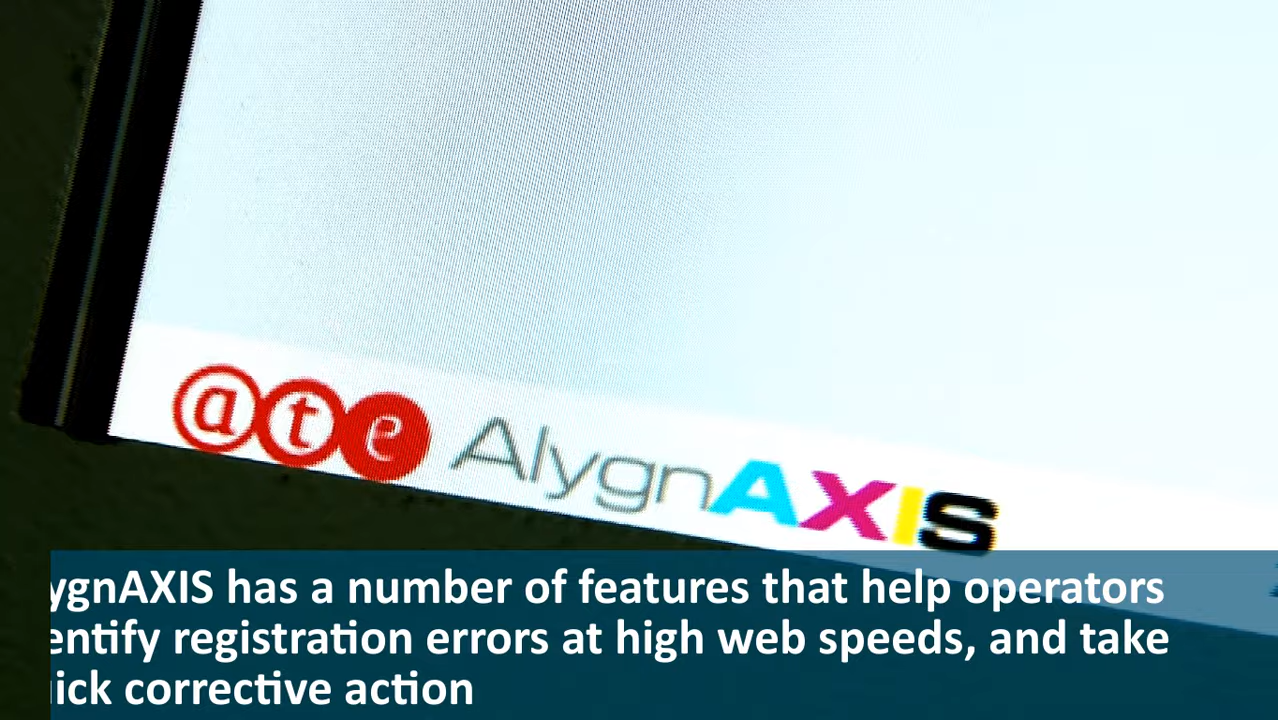 ate AlygnAXIS
ygnAXIS has a number of features that help operators
entify registration errors at high web speeds, and take
ick corrective action